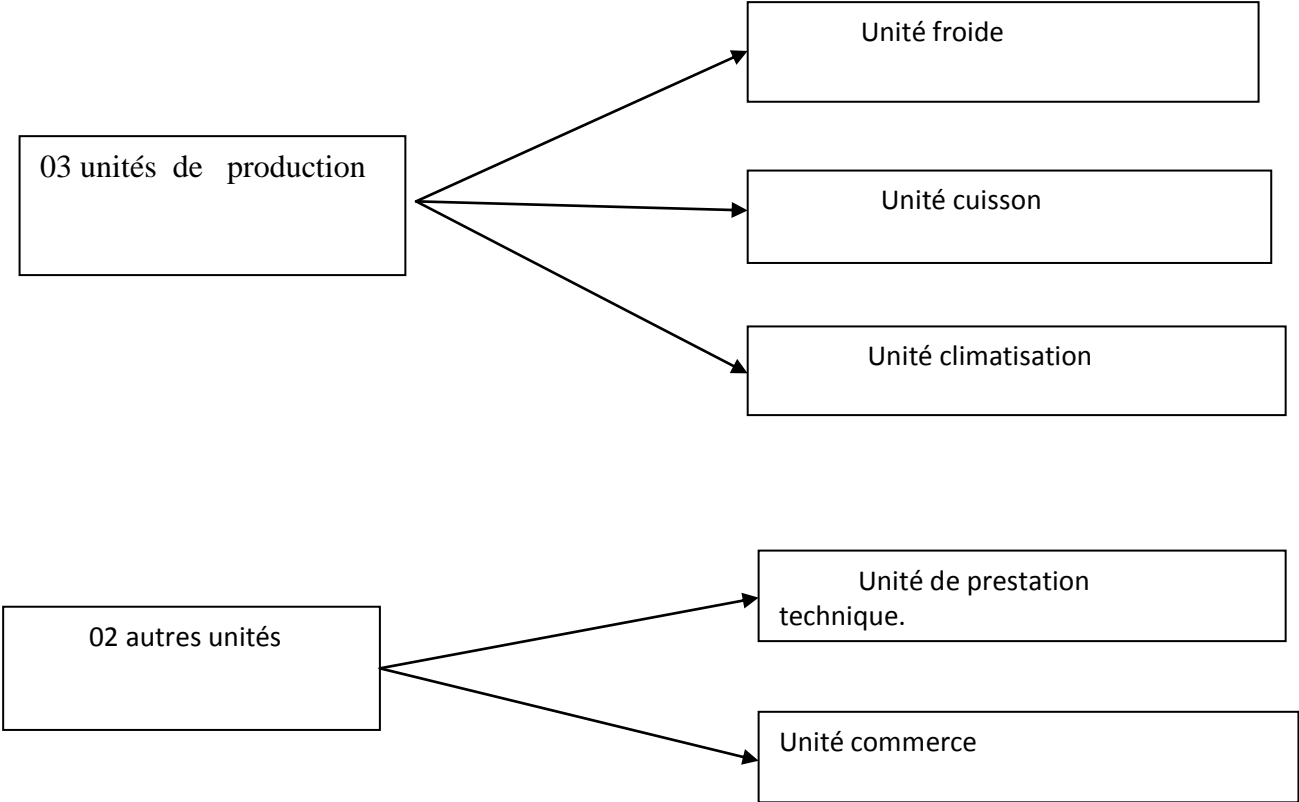 Unité froide
03 unités de production
Unité cuisson
Unité climatisation
02 autres unités
Unité de prestation
technique.
Unité commerce